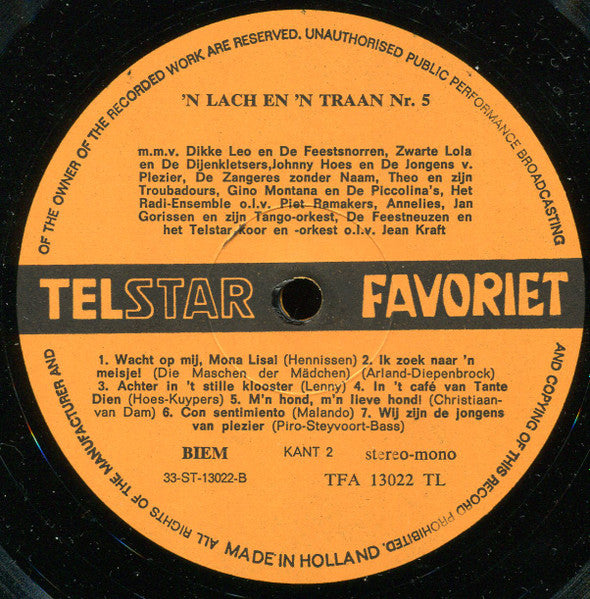 OF THE OWNER OF THE RECORDED WORK ARE RESERVED. UNAUTHORISED PUBLIC PERFORMANCE BROADCASTING
'N LACH EN 'N TRAAN Nr. 5
m.m.v. Dikke Leo en De Feestsnorren, Zwarte Lola
en De Dijenkletsers,Johnny Hoes en De Jongens v.
Plezier, De Zangeres zonder Naam, Theo en zijn
Troubadours, Gino Montana en De Piccolina's, Het
Radi-Ensemble o.l.v. Piet Ramakers, Annelies, Jan
Gorissen en zijn Tango-orkest, De Feestneuzen en
het Telstar Koor en -orkest o.l.v. Jean Kraft
TELSTAR FAVORIET
1. Wacht op mij, Mona Lisa! (Hennissen) 2. Ik zoek naar 'n
meisje! (Die Maschen der Mädchen) (Arland-Diepenbrock)
3. Achter in 't stille klooster (Lenny) 4. In 't café van Tante
Dien (Hoes-Kuypers) 5. M'n hond, m'n lieve hond! (Christiaan-
van Dam) 6. Con sentimiento (Malando) 7. Wij zijn de jongens
van plezier (Piro-Steyvoort-Bass)
BIEM KANT 2 stereo-mono
33-ST-13022-B TFA 13022 TL
AND COPYING OF THIS RECORD PROHIBITED.
MADE IN HOLLAND.
ALL RIGHTS OF THE MANUFACTURER AND